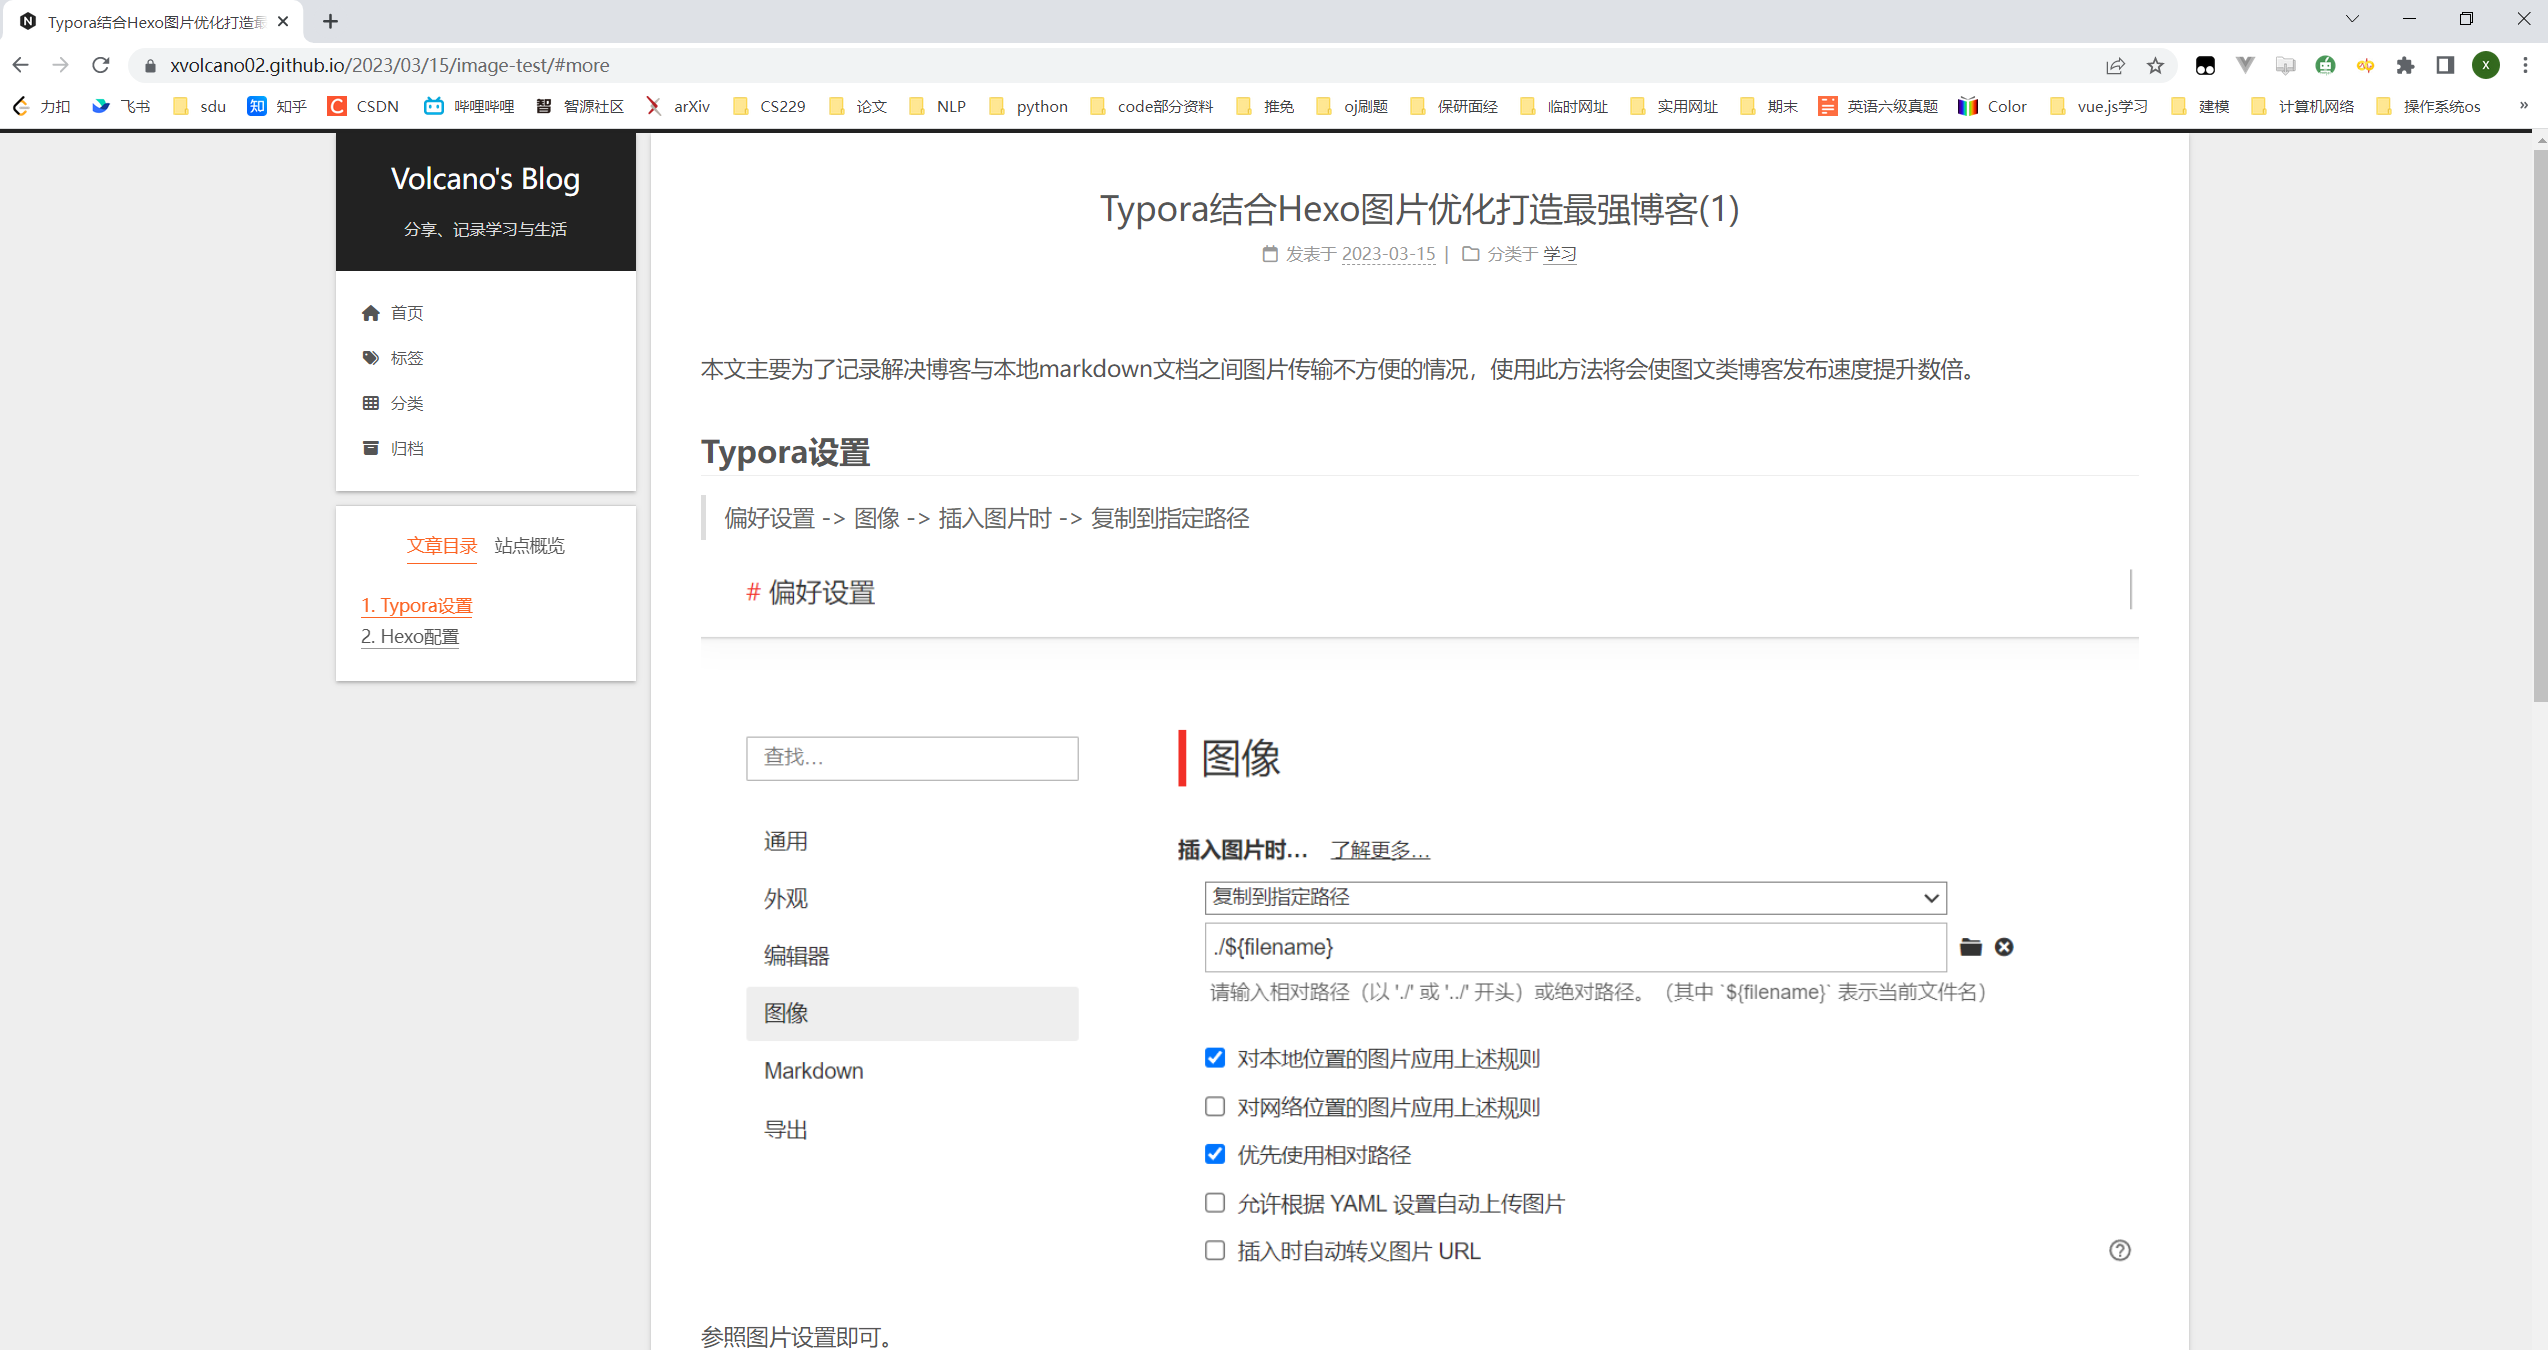 Typora结合Hexo图片优化打造最
xvolcano02.github.io/2023/03/15/image-test/#more
X
力扣 飞书 sdu 知 知乎 C CSDN 哔哩哔哩 智 智源社区 arXiv CS229 论文 NLP python code部分资料 推免 oj刷题 保研面经 临时网址 实用网址 期末 英语六级真题 Color vue.js学习 建模 计算机网络 操作系统os »
Volcano's Blog
分享、记录学习与生活
首页
标签
分类
归档
文章目录 站点概览
1. Typora设置
2. Hexo配置
Typora结合Hexo图片优化打造最强博客(1)
发表于 2023-03-15 | 分类于 学习
本文主要为了记录解决博客与本地markdown文档之间图片传输不方便的情况，使用此方法将会使图文类博客发布速度提升数倍。
Typora设置
偏好设置 -> 图像 -> 插入图片时 -> 复制到指定路径
# 偏好设置
查找...
通用
外观
编辑器
图像
Markdown
导出
图像
插入图片时... 了解更多...
复制到指定路径
./${filename}
请输入相对路径（以 './' 或 '../' 开头）或绝对路径。（其中 `${filename}` 表示当前文件名）
对本地位置的图片应用上述规则
对网络位置的图片应用上述规则
优先使用相对路径
允许根据 YAML 设置自动上传图片
插入时自动转义图片 URL
参照图片设置即可。